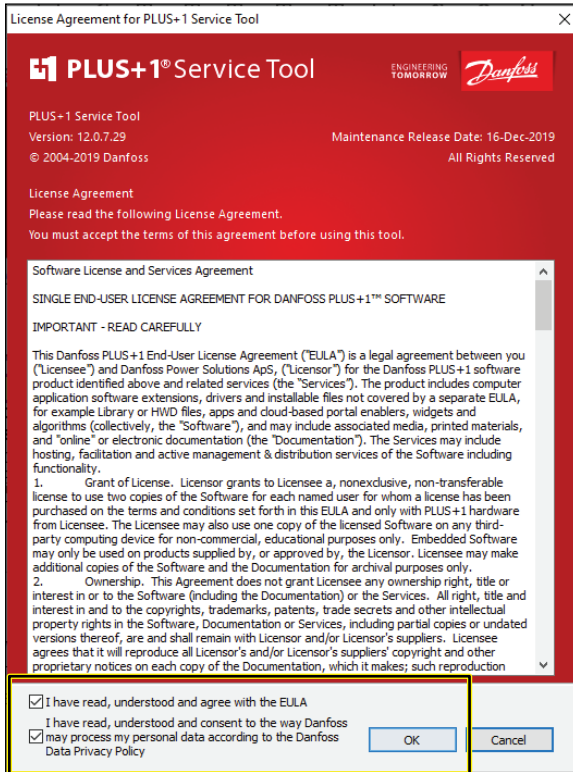 License Agreement for PLUS+1 Service Tool
PLUS+1® Service Tool
ENGINEERING
TOMORROW
Danfoss
PLUS+1 Service Tool
Version: 12.0.7.29
Maintenance Release Date: 16-Dec-2019
© 2004-2019 Danfoss
All Rights Reserved
License Agreement
Please read the following License Agreement.
You must accept the terms of this agreement before using this tool.
Software License and Services Agreement
SINGLE END-USER LICENSE AGREEMENT FOR DANFOSS PLUS+1™ SOFTWARE
IMPORTANT - READ CAREFULLY
This Danfoss PLUS+1 End-User License Agreement ("EULA") is a legal agreement between you
("Licensee") and Danfoss Power Solutions ApS, ("Licensor") for the Danfoss PLUS+1 software
product identified above and related services (the "Services"). The product includes computer
application software extensions, drivers and installable files not covered by a separate EULA,
for example Library or HWD files, apps and cloud-based portal enablers, widgets and
algorithms (collectively, the "Software"), and may include associated media, printed materials,
and "online" or electronic documentation (the "Documentation"). The Services may include
hosting, facilitation and active management & distribution services of the Software including
functionality.
1. Grant of License. Licensor grants to Licensee a, nonexclusive, non-transferable
license to use two copies of the Software for each named user for whom a license has been
purchased on the terms and conditions set forth in this EULA and only with PLUS+1 hardware
from Licensee. The Licensee may also use one copy of the licensed Software on any third-
party computing device for non-commercial, educational purposes only. Embedded Software
may only be used on products supplied by, or approved by, the Licensor. Licensee may make
additional copies of the Software and the Documentation for archival purposes only.
2. Ownership. This Agreement does not grant Licensee any ownership right, title or
interest in or to the Software (including the Documentation) or the Services. All right, title and
interest in and to the copyrights, trademarks, patents, trade secrets and other intellectual
property rights in the Software, Documentation or Services, including partial copies or undated
versions thereof, are and shall remain with Licensor and/or Licensor's suppliers. Licensee
agrees that it will reproduce all Licensor's and/or Licensor's suppliers' copyright and other
proprietary notices on each copy of the Documentation, which it makes; such reproduction
I have read, understood and agree with the EULA
I have read, understood and consent to the way Danfoss
may process my personal data according to the Danfoss
Data Privacy Policy
OK
Cancel